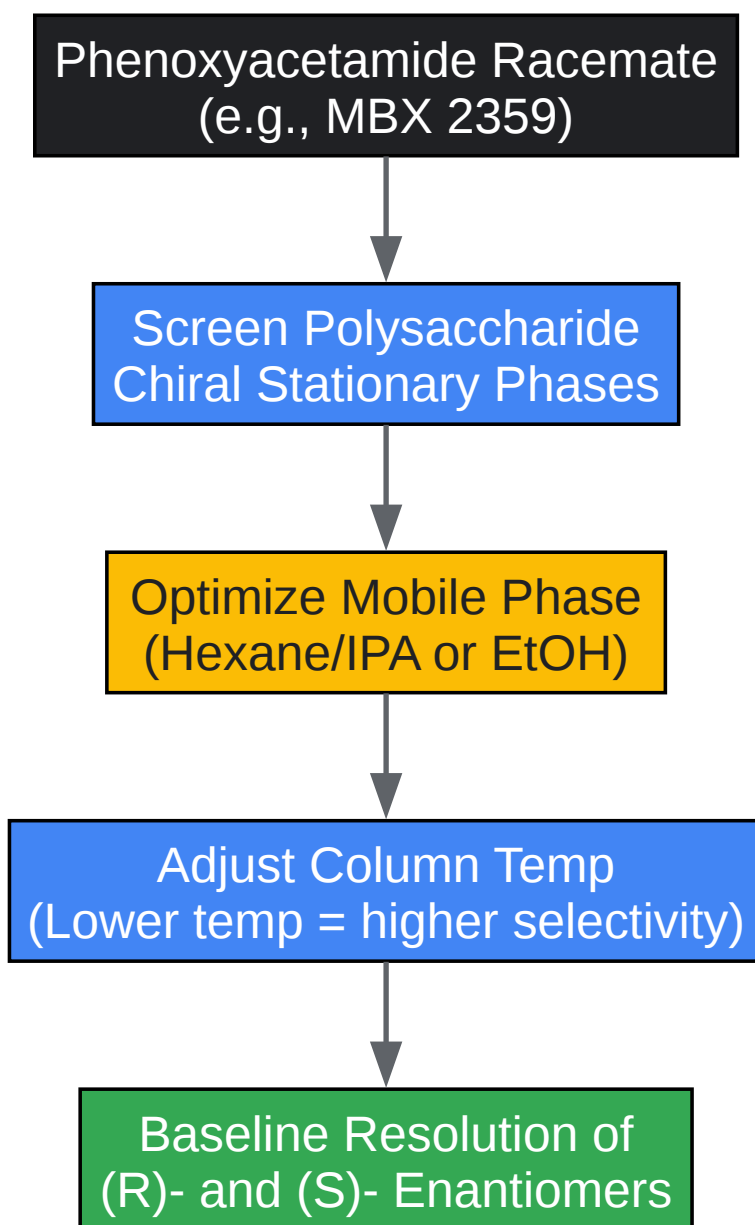 Phenoxyacetamide Racemate
(e.g., MBX 2359)
Screen Polysaccharide
Chiral Stationary Phases
Optimize Mobile Phase
(Hexane/IPA or EtOH)
Adjust Column Temp
(Lower temp = higher selectivity)
Baseline Resolution of
(R)- and (S)- Enantiomers